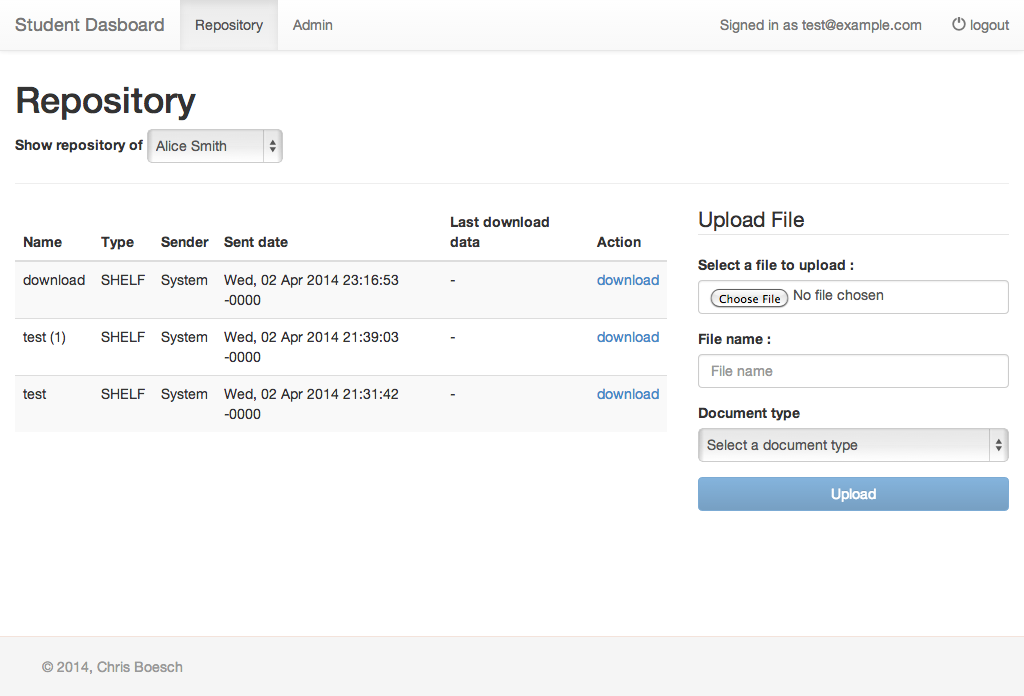 Student Dasboard Repository Admin Signed in as test@example.com logout
Repository
Show repository of Alice Smith
Name Type Sender Sent date Last download data Action
download SHELF System Wed, 02 Apr 2014 23:16:53 -0000 - download
test (1) SHELF System Wed, 02 Apr 2014 21:39:03 -0000 - download
test SHELF System Wed, 02 Apr 2014 21:31:42 -0000 - download
Upload File
Select a file to upload :
Choose File No file chosen
File name :
File name
Document type
Select a document type
Upload
© 2014, Chris Boesch